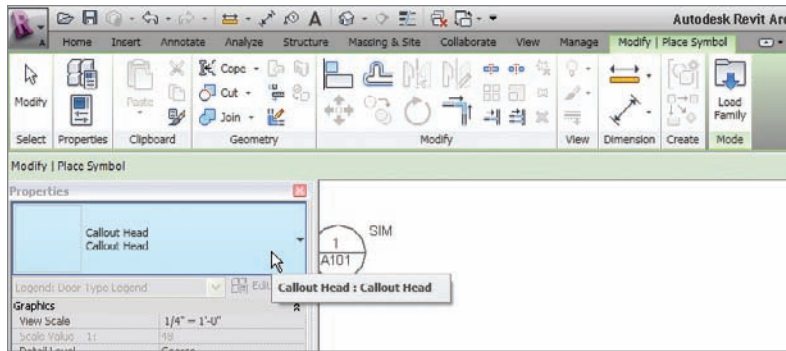 Autodesk Revit Arc
Home Insert Annotate Analyze Structure Massing & Site Collaborate View Manage Modify | Place Symbol
Modify Paste Cope Cut Join Load Family
Select Properties Clipboard Geometry Modify View Dimension Create Mode
Modify | Place Symbol
Properties
Callout Head
Callout Head
SIM
1
A101
Legend: Door Type Legend Edit
Callout Head : Callout Head
Graphics
View Scale 1/4" = 1'-0"
Scale Value 1: 48
Detail Level Coarse